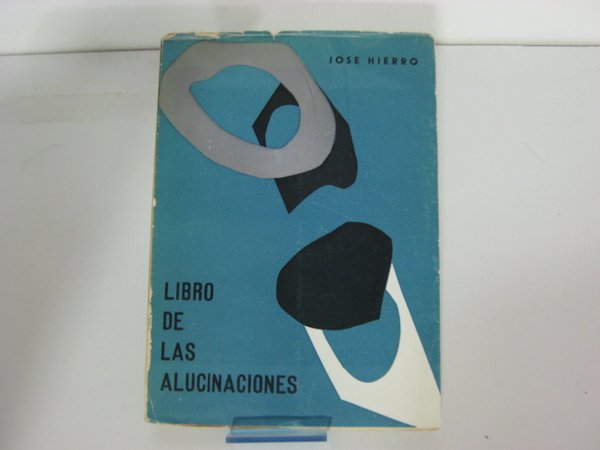 JOSE HIERRO
LIBRO
DE
LAS
ALUCINACIONES